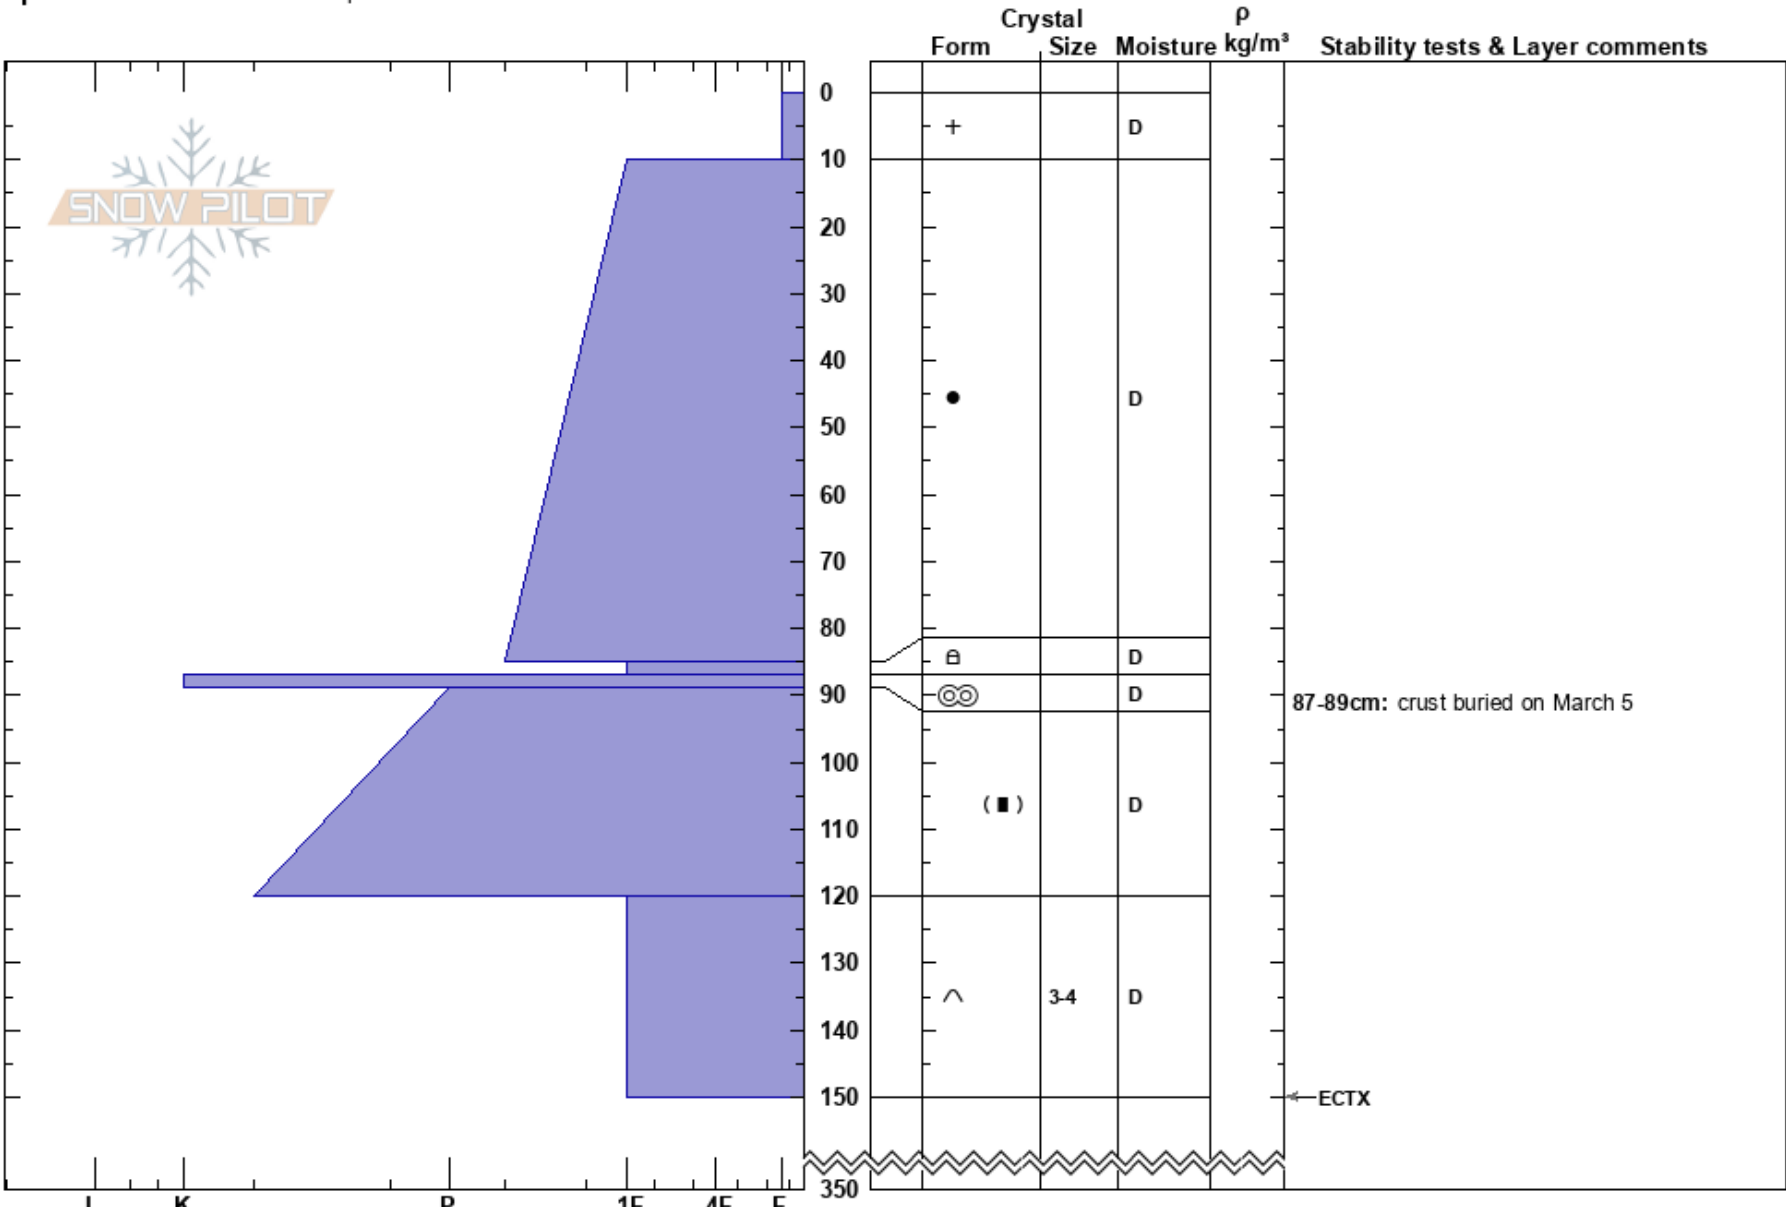 Crystal
ρ
Form Size Moisture kg/m³ Stability tests & Layer comments
0
+ D
10
SNOW PILOT
20
30
40
D
50
60
70
80
D
90
D
87-89cm: crust buried on March 5
100
( ) D
110
120
130
3-4 D
140
150
ECTX
350
I K P 1F 4F F